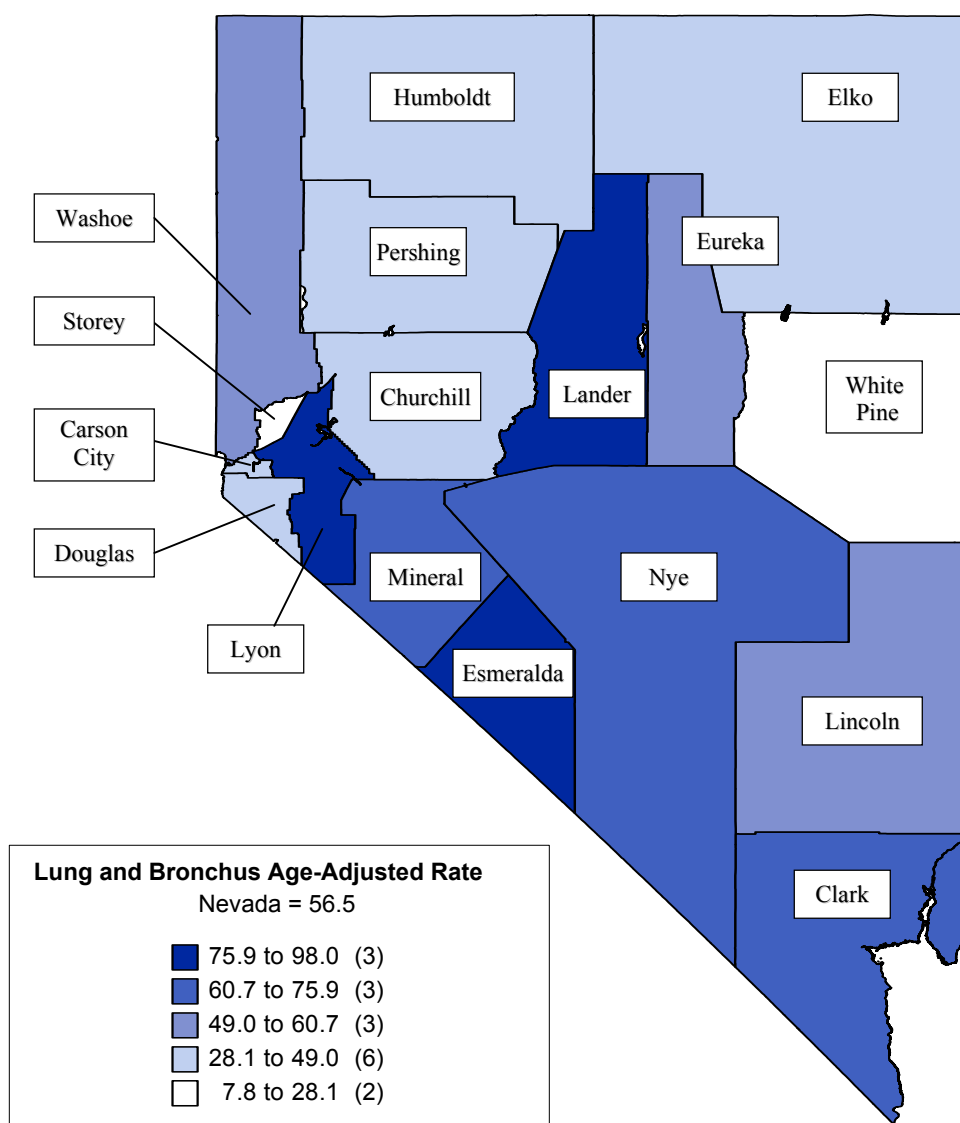 Humboldt
Elko
Washoe
Pershing
Eureka
Storey
Churchill
Lander
White
Pine
Carson
City
Douglas
Mineral
Nye
Lyon
Esmeralda
Lincoln
Clark
Lung and Bronchus Age-Adjusted Rate
Nevada = 56.5
75.9 to 98.0 (3)
60.7 to 75.9 (3)
49.0 to 60.7 (3)
28.1 to 49.0 (6)
7.8 to 28.1 (2)